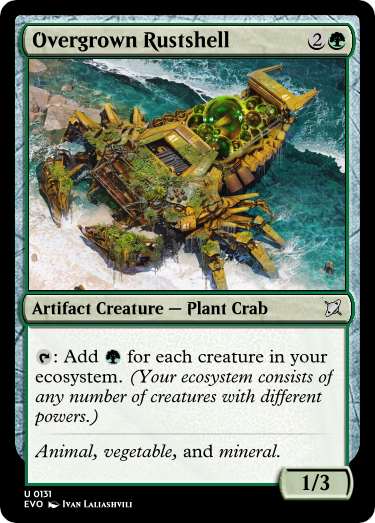 Overgrown Rustshell 2
Artifact Creature — Plant Crab
: Add for each creature in your
ecosystem. (Your ecosystem consists of
any number of creatures with different
powers.)
Animal, vegetable, and mineral.
1/3
U 0131
EVO Ivan Laliashvili